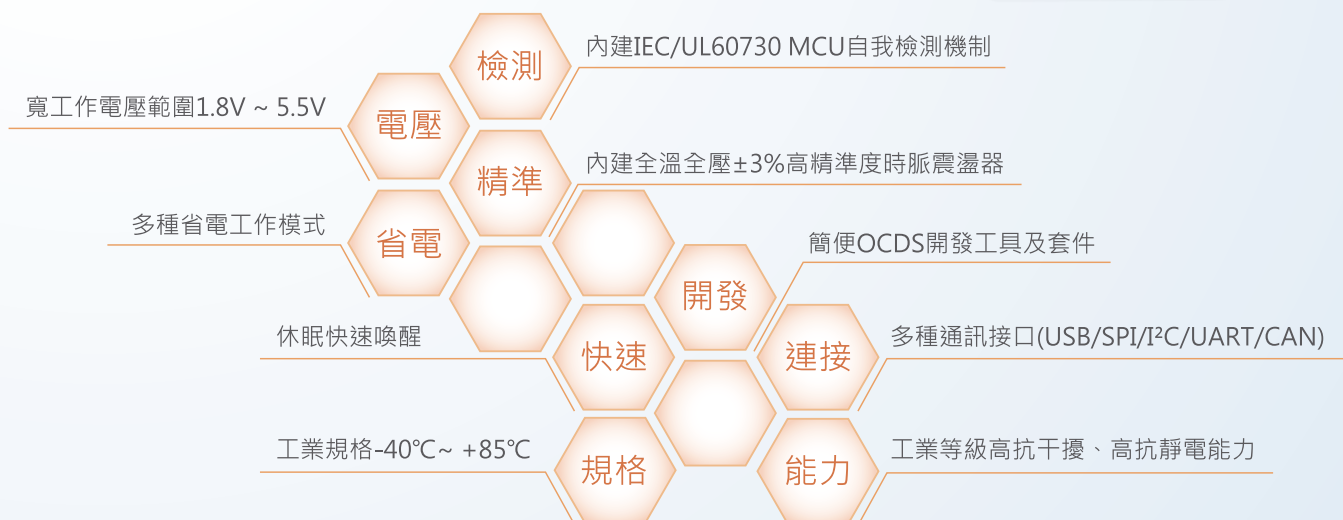 檢測
內建IEC/UL60730 MCU自我檢測機制
寬工作電壓範圍1.8V ~ 5.5V
電壓
精準
內建全溫全壓±3%高精準度時脈震盪器
多種省電工作模式
省電
簡便OCDS開發工具及套件
開發
休眠快速喚醒
快速
連接
多種通訊接口(USB/SPI/I²C/UART/CAN)
工業規格-40℃~ +85℃
規格
能力
工業等級高抗干擾、高抗靜電能力